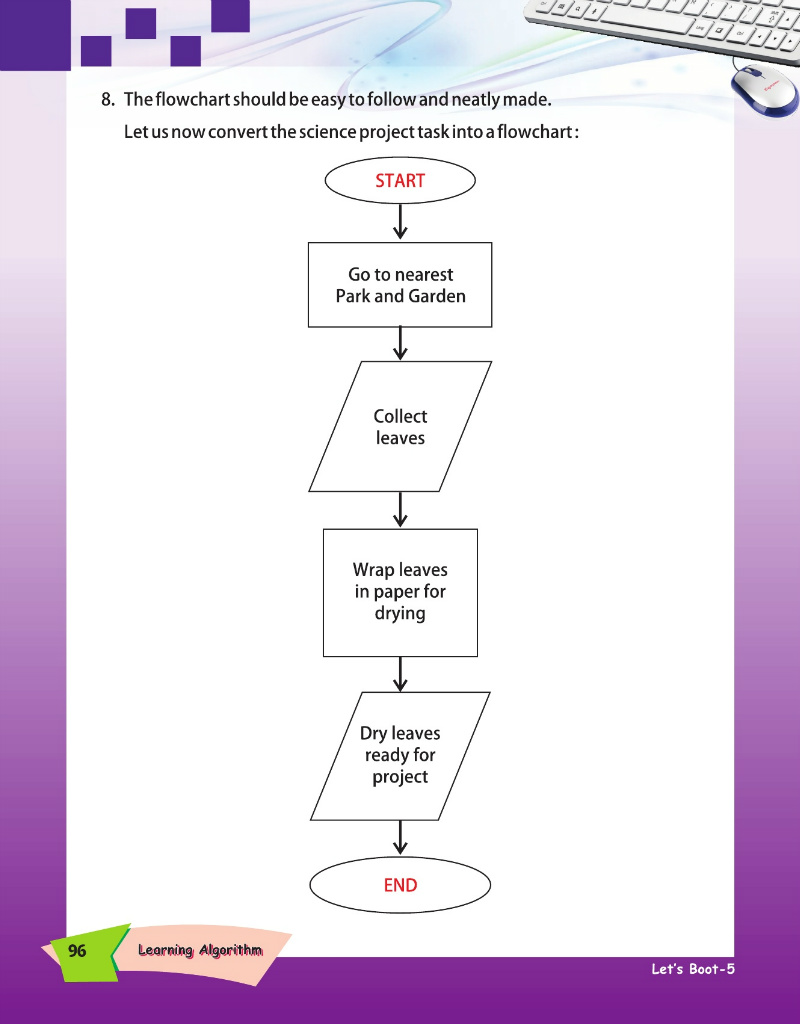 8. The flowchart should be easy to follow and neatly made.
Let us now convert the science project task into a flowchart :
START
Go to nearest
Park and Garden
Collect
leaves
Wrap leaves
in paper for
drying
Dry leaves
ready for
project
END
96
Learning Algorithm
Let's Boot-5